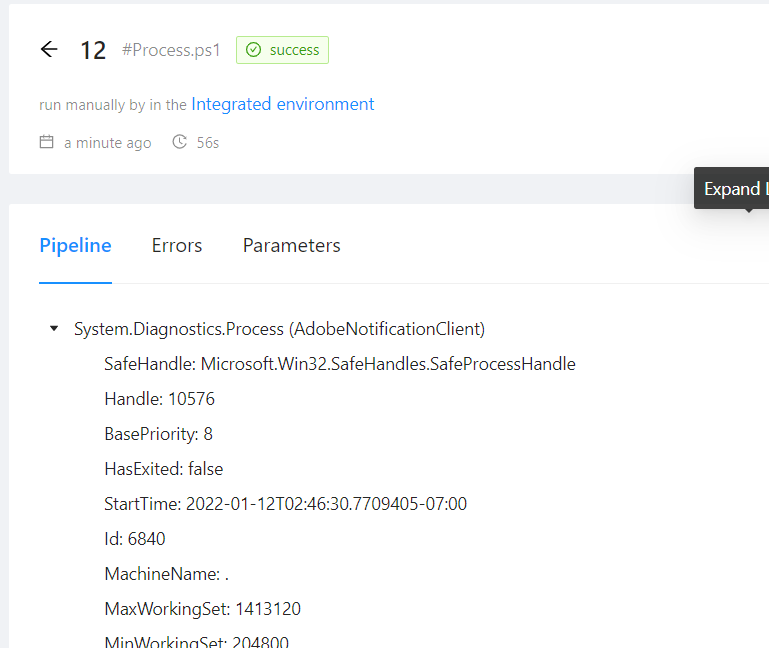 12 #Process.ps1 success
run manually by in the Integrated environment
a minute ago 56s
Expand
Pipeline Errors Parameters
System.Diagnostics.Process (AdobeNotificationClient)
SafeHandle: Microsoft.Win32.SafeHandles.SafeProcessHandle
Handle: 10576
BasePriority: 8
HasExited: false
StartTime: 2022-01-12T02:46:30.7709405-07:00
Id: 6840
MachineName: .
MaxWorkingSet: 1413120
MinWorkingSet: 204800